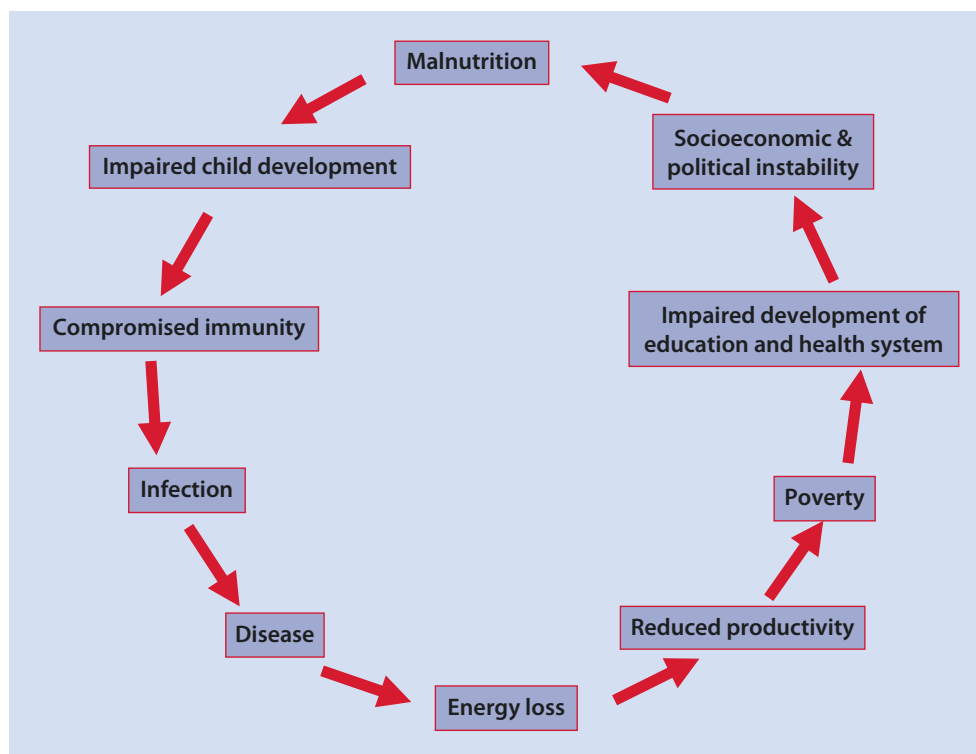 Malnutrition
Impaired child development
Compromised immunity
Infection
Disease
Energy loss
Reduced productivity
Poverty
Impaired development of
education and health system
Socioeconomic &
political instability